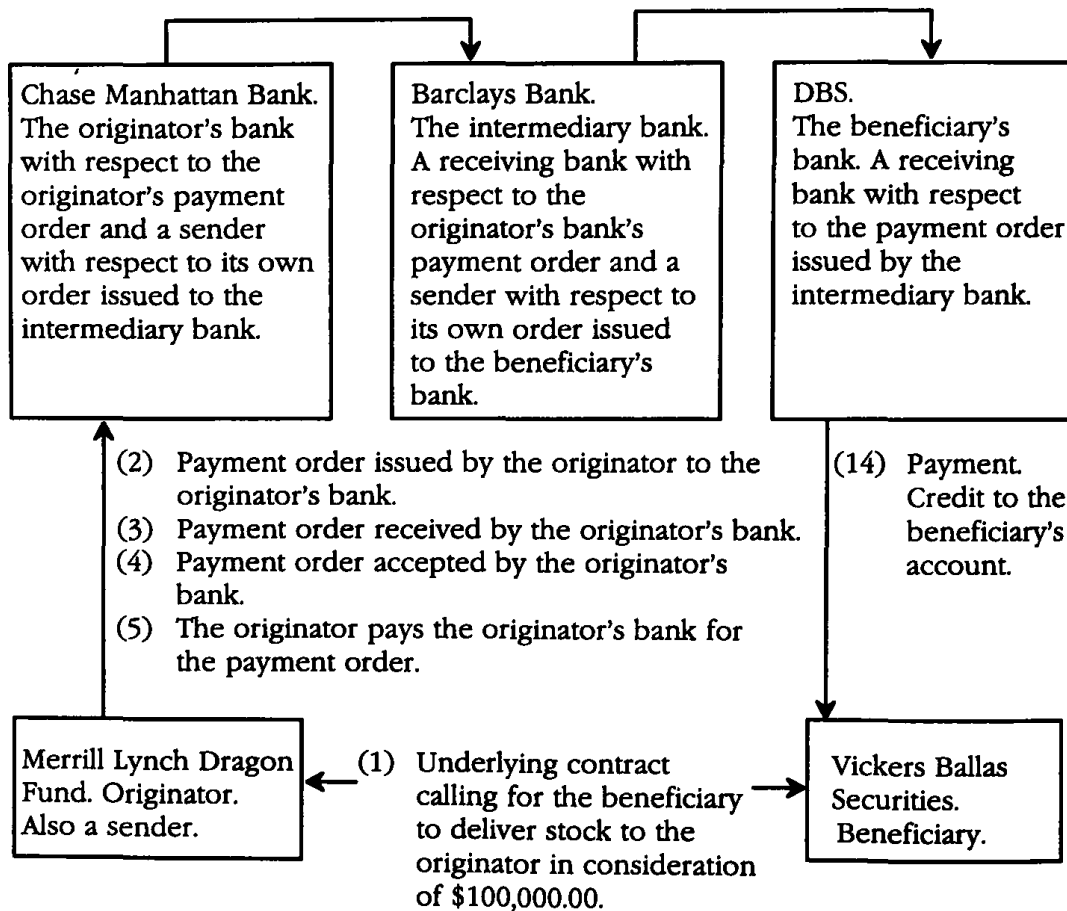 Chase Manhattan Bank.
The originator's bank
with respect to the
originator's payment
order and a sender
with respect to its own
order issued to the
intermediary bank.
Barclays Bank.
The intermediary bank.
A receiving bank with
respect to the
originator's bank's
payment order and a
sender with respect to
its own order issued
to the beneficiary's
bank.
DBS.
The beneficiary's
bank. A receiving
bank with respect
to the payment order
issued by the
intermediary bank.
(2) Payment order issued by the originator to the
originator's bank.
(3) Payment order received by the originator's bank.
(4) Payment order accepted by the originator's
bank.
(5) The originator pays the originator's bank for
the payment order.
(14) Payment.
Credit to the
beneficiary's
account.
Merrill Lynch Dragon
Fund. Originator.
Also a sender.
(1) Underlying contract
calling for the beneficiary
to deliver stock to the
originator in consideration
of $100,000.00.
Vickers Ballas
Securities.
Beneficiary.